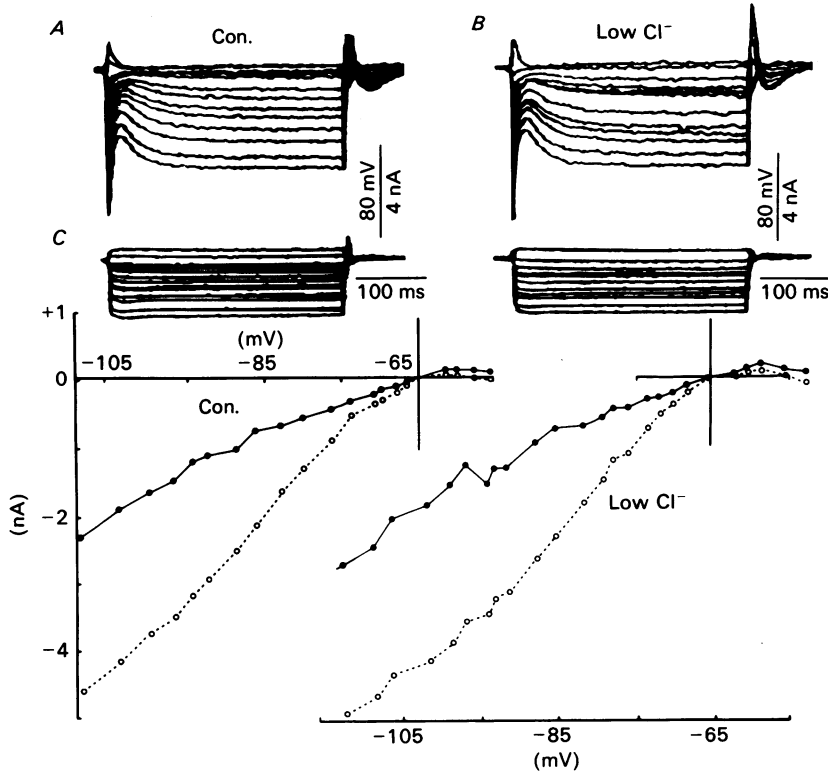 A
Con.
B
Low Cl⁻
80 mV
4 nA
80 mV
4 nA
C
100 ms
100 ms
+1
(mV)
−105
−85
−65
0
Con.
−2
(nA)
Low Cl⁻
−4
−105
−85
−65
(mV)